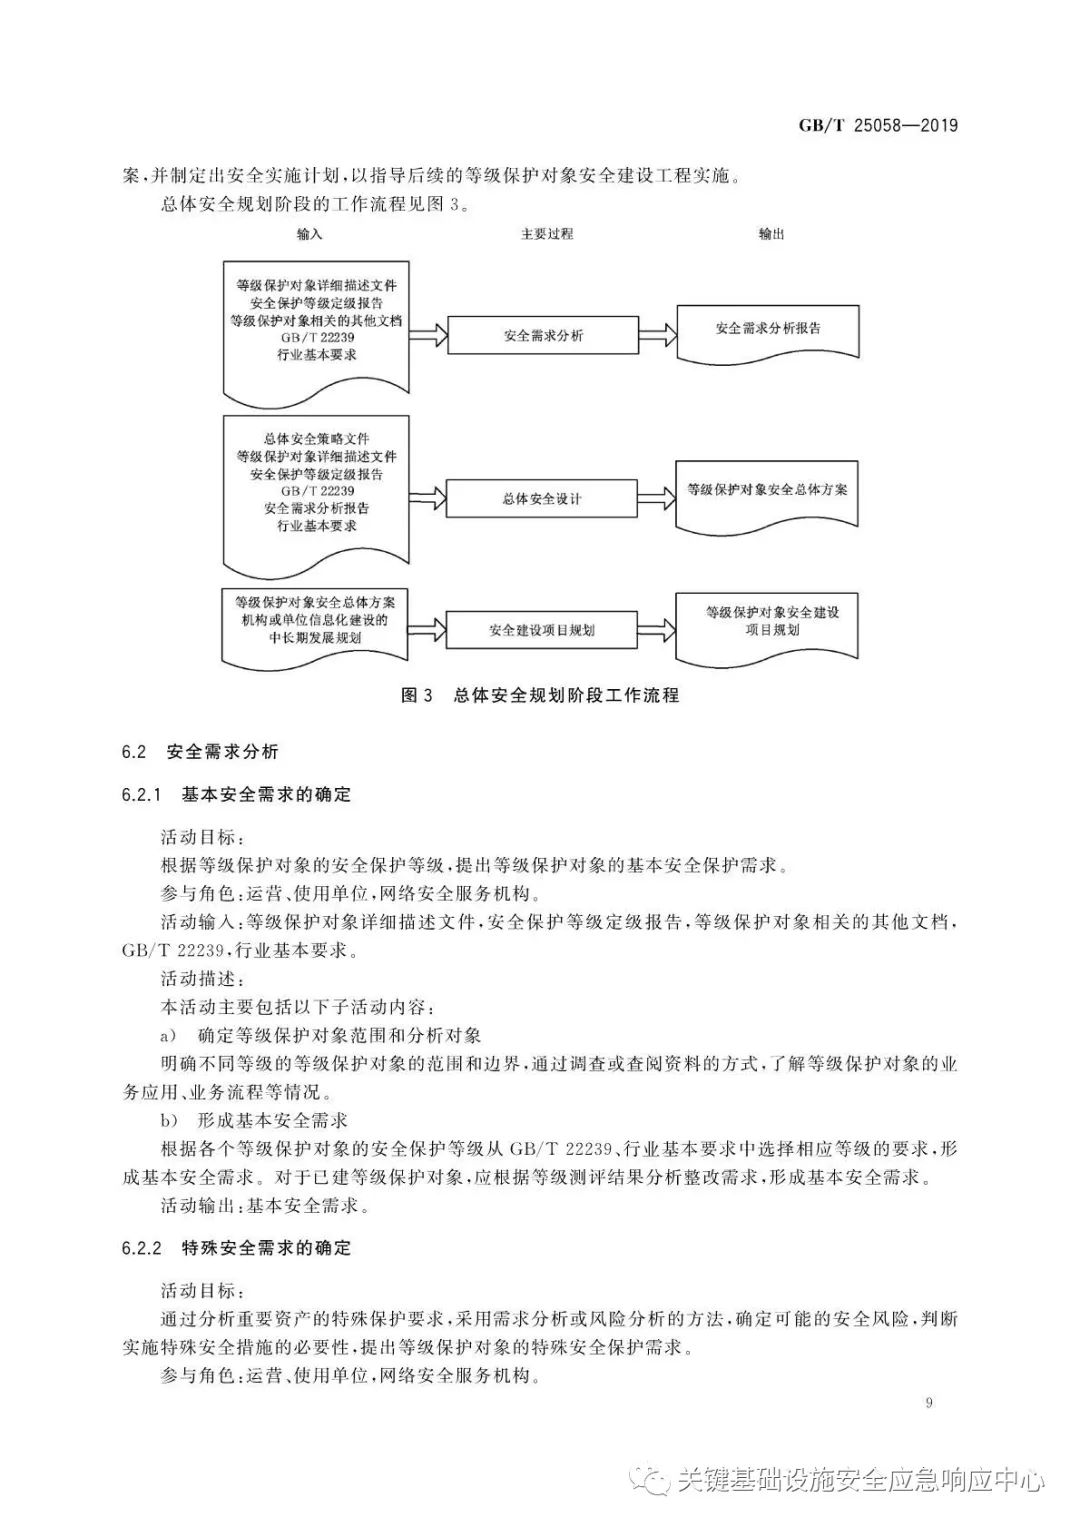 GB/T 25058—2019
案,并制定出安全实施计划,以指导后续的等级保护对象安全建设工程实施。
总体安全规划阶段的工作流程见图 3。
输入
主要过程
输出
等级保护对象详细描述文件
安全保护等级定级报告
等级保护对象相关的其他文档
GB/T 22239
行业基本要求
安全需求分析
安全需求分析报告
总体安全策略文件
等级保护对象详细描述文件
安全保护等级定级报告
GB/T 22239
安全需求分析报告
行业基本要求
总体安全设计
等级保护对象安全总体方案
等级保护对象安全总体方案
机构或单位信息化建设的
中长期发展规划
安全建设项目规划
等级保护对象安全建设
项目规划
图 3 总体安全规划阶段工作流程
6.2 安全需求分析
6.2.1 基本安全需求的确定
活动目标:
根据等级保护对象的安全保护等级,提出等级保护对象的基本安全保护需求。
参与角色:运营、使用单位,网络安全服务机构。
活动输入:等级保护对象详细描述文件,安全保护等级定级报告,等级保护对象相关的其他文档,
GB/T 22239,行业基本要求。
活动描述:
本活动主要包括以下子活动内容:
a) 确定等级保护对象范围和分析对象
明确不同等级的等级保护对象的范围和边界,通过调查或查阅资料的方式,了解等级保护对象的业
务应用、业务流程等情况。
b) 形成基本安全需求
根据各个等级保护对象的安全保护等级从 GB/T 22239、行业基本要求中选择相应等级的要求,形
成基本安全需求。对于已建等级保护对象,应根据等级测评结果分析整改需求,形成基本安全需求。
活动输出:基本安全需求。
6.2.2 特殊安全需求的确定
活动目标:
通过分析重要资产的特殊保护要求,采用需求分析或风险分析的方法,确定可能的安全风险,判断
实施特殊安全措施的必要性,提出等级保护对象的特殊安全保护需求。
参与角色:运营、使用单位,网络安全服务机构。
9
关键基础设施安全应急响应中心